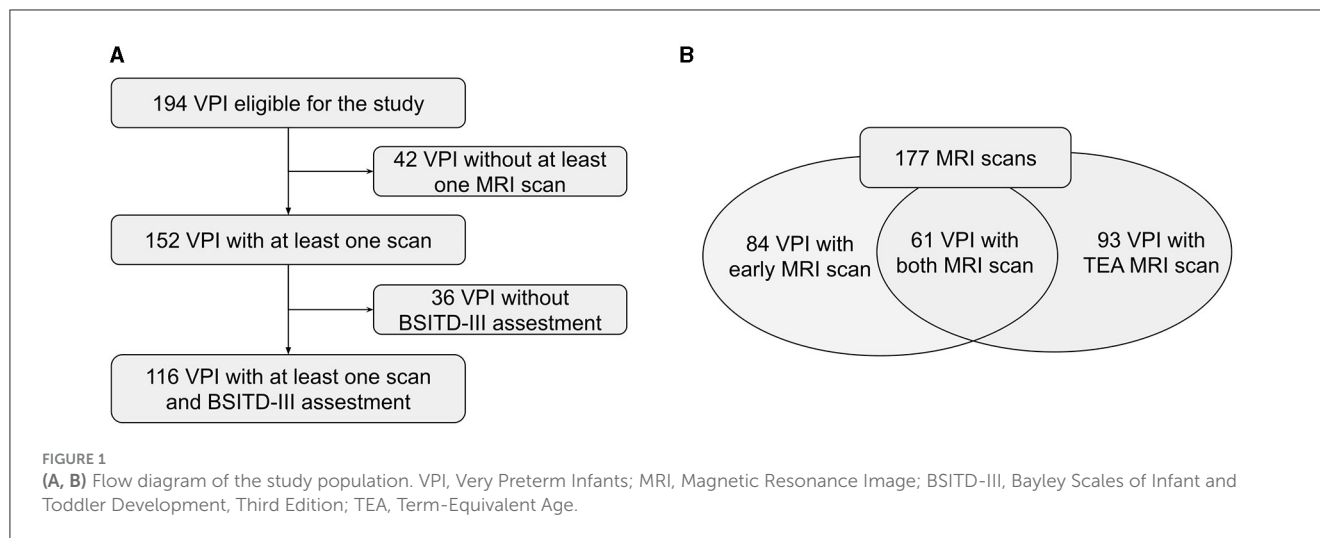 A
194 VPI eligible for the study
42 VPI without at least
one MRI scan
152 VPI with at least one scan
36 VPI without
BSITD-III assestment
116 VPI with at least one scan
and BSITD-III assestment
B
177 MRI scans
84 VPI with
early MRI scan
61 VPI with
both MRI scan
93 VPI with
TEA MRI scan
FIGURE 1
(A, B) Flow diagram of the study population. VPI, Very Preterm Infants; MRI, Magnetic Resonance Image; BSITD-III, Bayley Scales of Infant and
Toddler Development, Third Edition; TEA, Term-Equivalent Age.